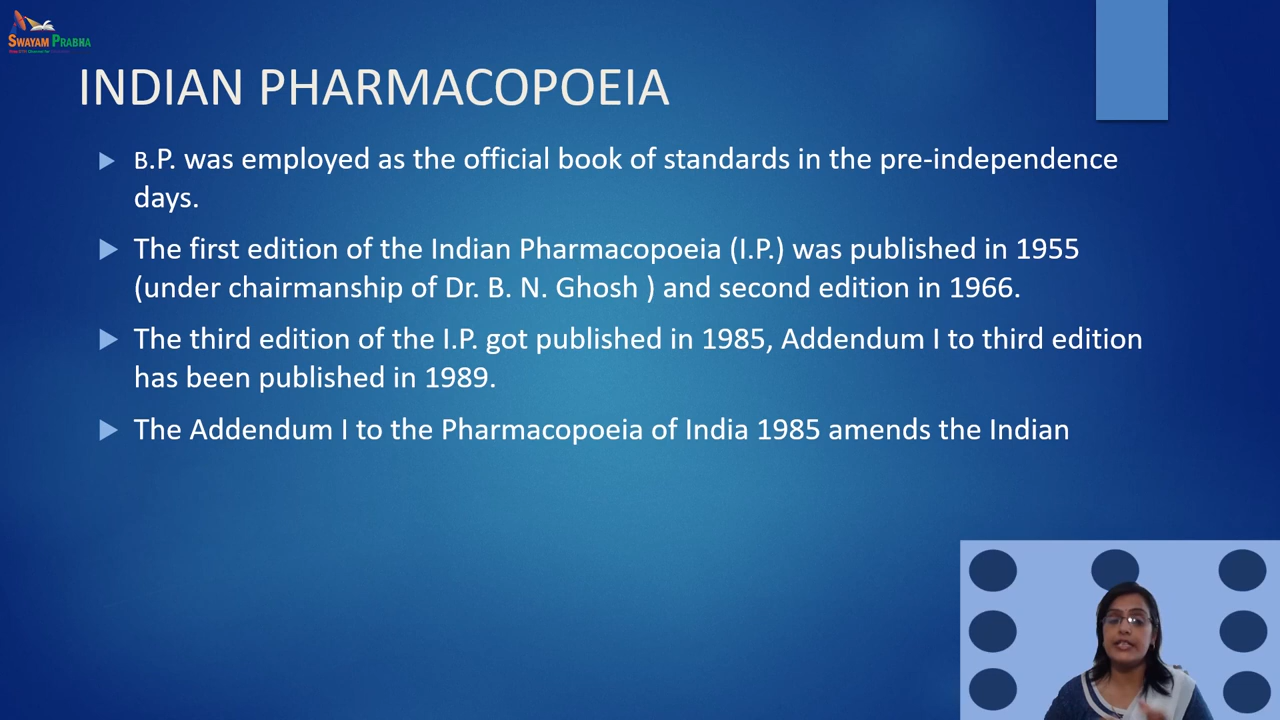 SWAYAM PRABHA
INDIAN PHARMACOPOEIA
B.P. was employed as the official book of standards in the pre-independence
days.
The first edition of the Indian Pharmacopoeia (I.P.) was published in 1955
(under chairmanship of Dr. B. N. Ghosh ) and second edition in 1966.
The third edition of the I.P. got published in 1985, Addendum I to third edition
has been published in 1989.
The Addendum I to the Pharmacopoeia of India 1985 amends the Indian